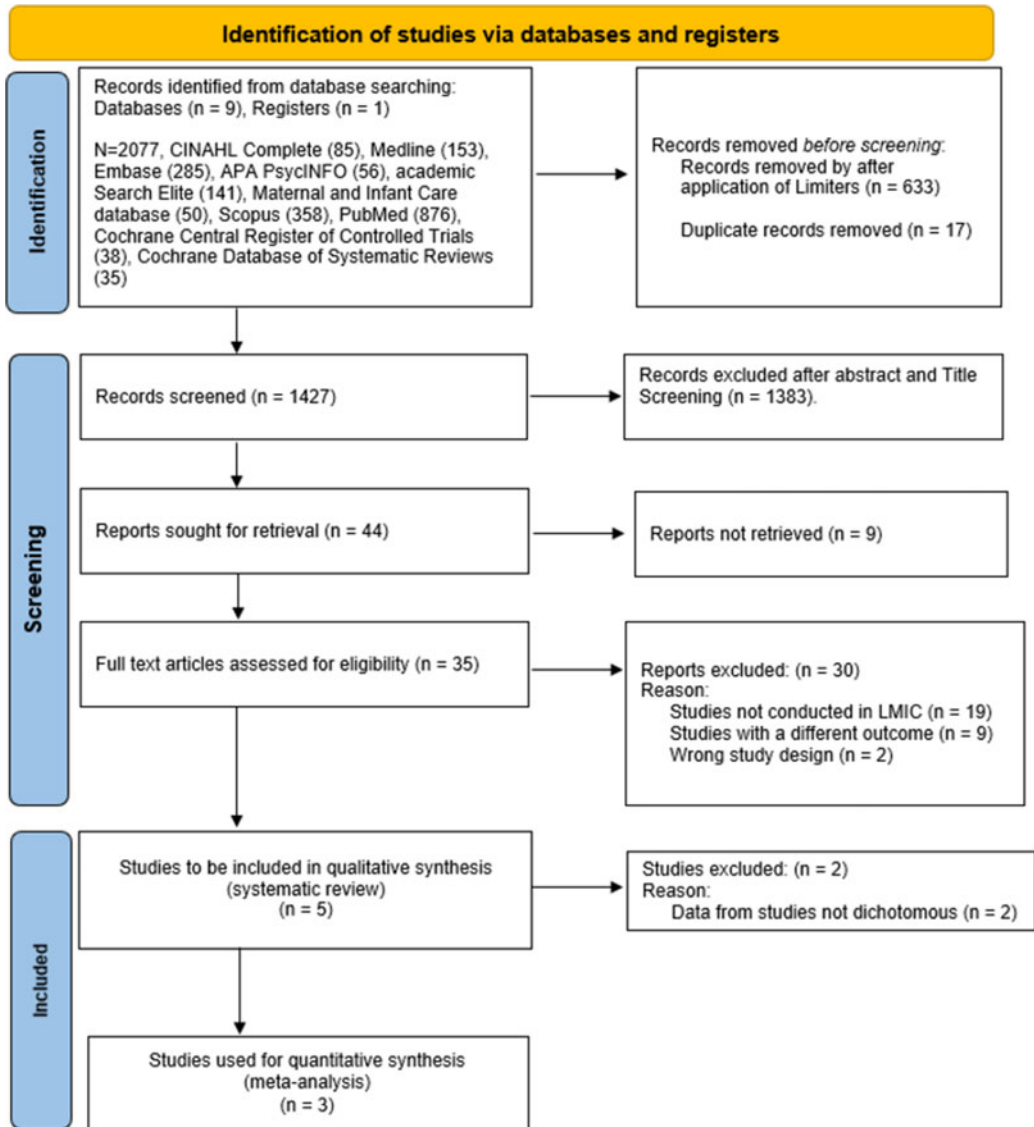 Identification of studies via databases and registers
Identification
Records identified from database searching:
Databases (n = 9), Registers (n = 1)
N=2077, CINAHL Complete (85), Medline (153),
Embase (285), APA PsycINFO (56), academic
Search Elite (141), Maternal and Infant Care
database (50), Scopus (358), PubMed (876),
Cochrane Central Register of Controlled Trials
(38), Cochrane Database of Systematic Reviews
(35)
Records removed before screening:
Records removed by after
application of Limiters (n = 633)
Duplicate records removed (n = 17)
Screening
Records screened (n = 1427)
Records excluded after abstract and Title
Screening (n = 1383).
Reports sought for retrieval (n = 44)
Reports not retrieved (n = 9)
Full text articles assessed for eligibility (n = 35)
Reports excluded: (n = 30)
Reason:
Studies not conducted in LMIC (n = 19)
Studies with a different outcome (n = 9)
Wrong study design (n = 2)
Included
Studies to be included in qualitative synthesis
(systematic review)
(n = 5)
Studies excluded: (n = 2)
Reason:
Data from studies not dichotomous (n = 2)
Studies used for quantitative synthesis
(meta-analysis)
(n = 3)